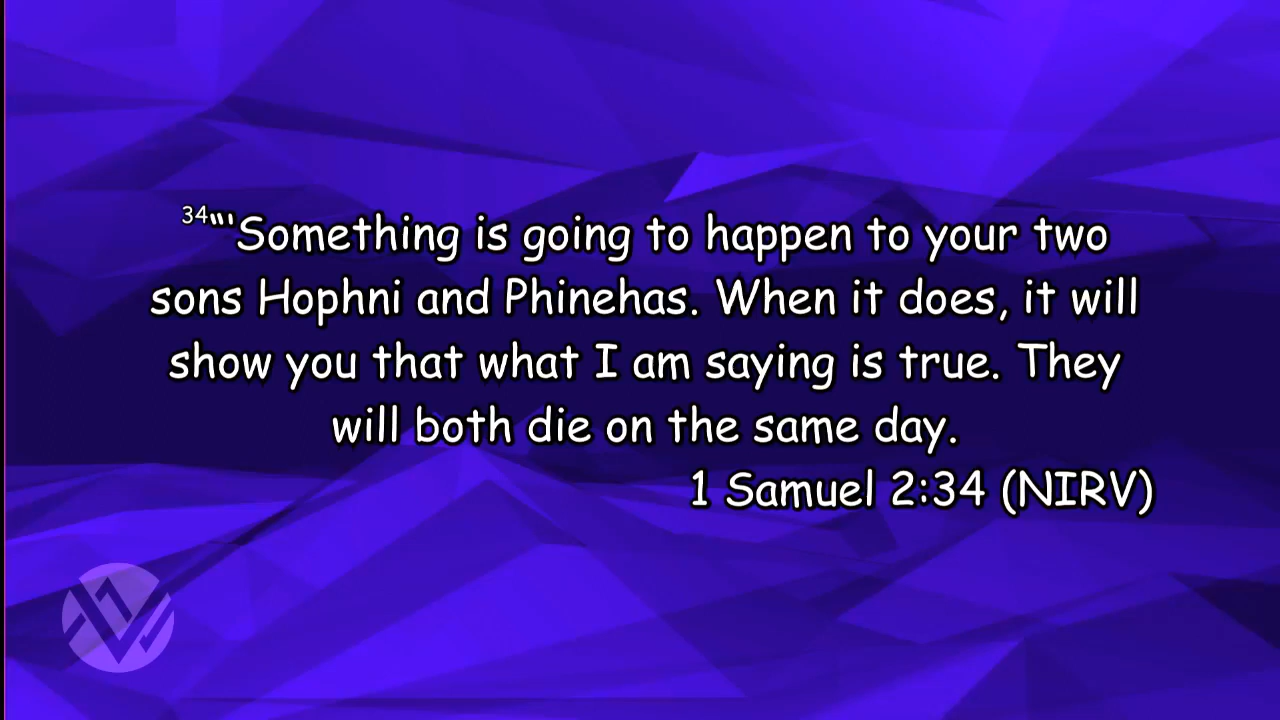 34“‘Something is going to happen to your two
sons Hophni and Phinehas. When it does, it will
show you that what I am saying is true. They
will both die on the same day.
1 Samuel 2:34 (NIRV)